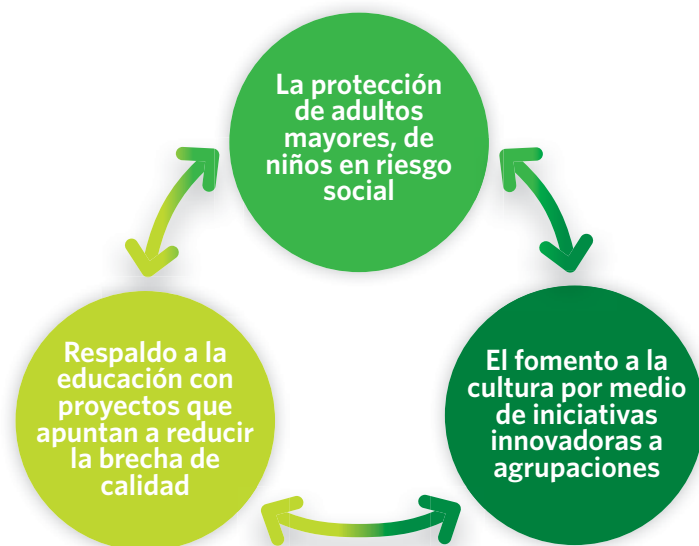 La protección
de adultos
mayores, de
niños en riesgo
social
Respaldo a la
educación con
proyectos que
apuntan a reducir
la brecha de
calidad
El fomento a la
cultura por medio
de iniciativas
innovadoras a
agrupaciones